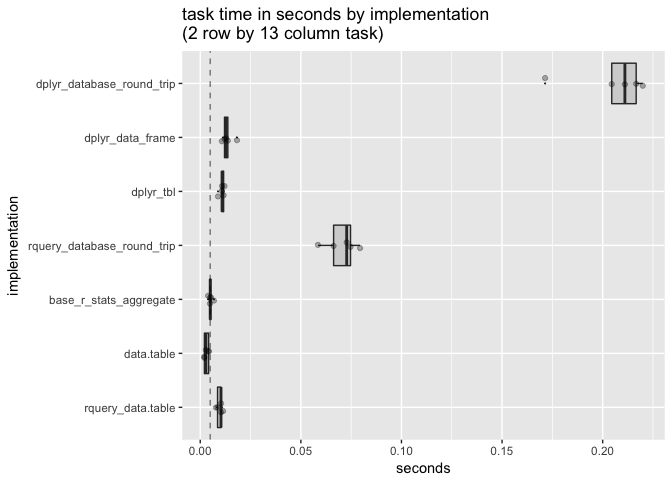 task time in seconds by implementation
(2 row by 13 column task)
implementation
dplyr_database_round_trip
dplyr_data_frame
dplyr_tbl
rquery_database_round_trip
base_r_stats_aggregate
data.table
rquery_data.table
0.00 0.05 0.10 0.15 0.20
seconds